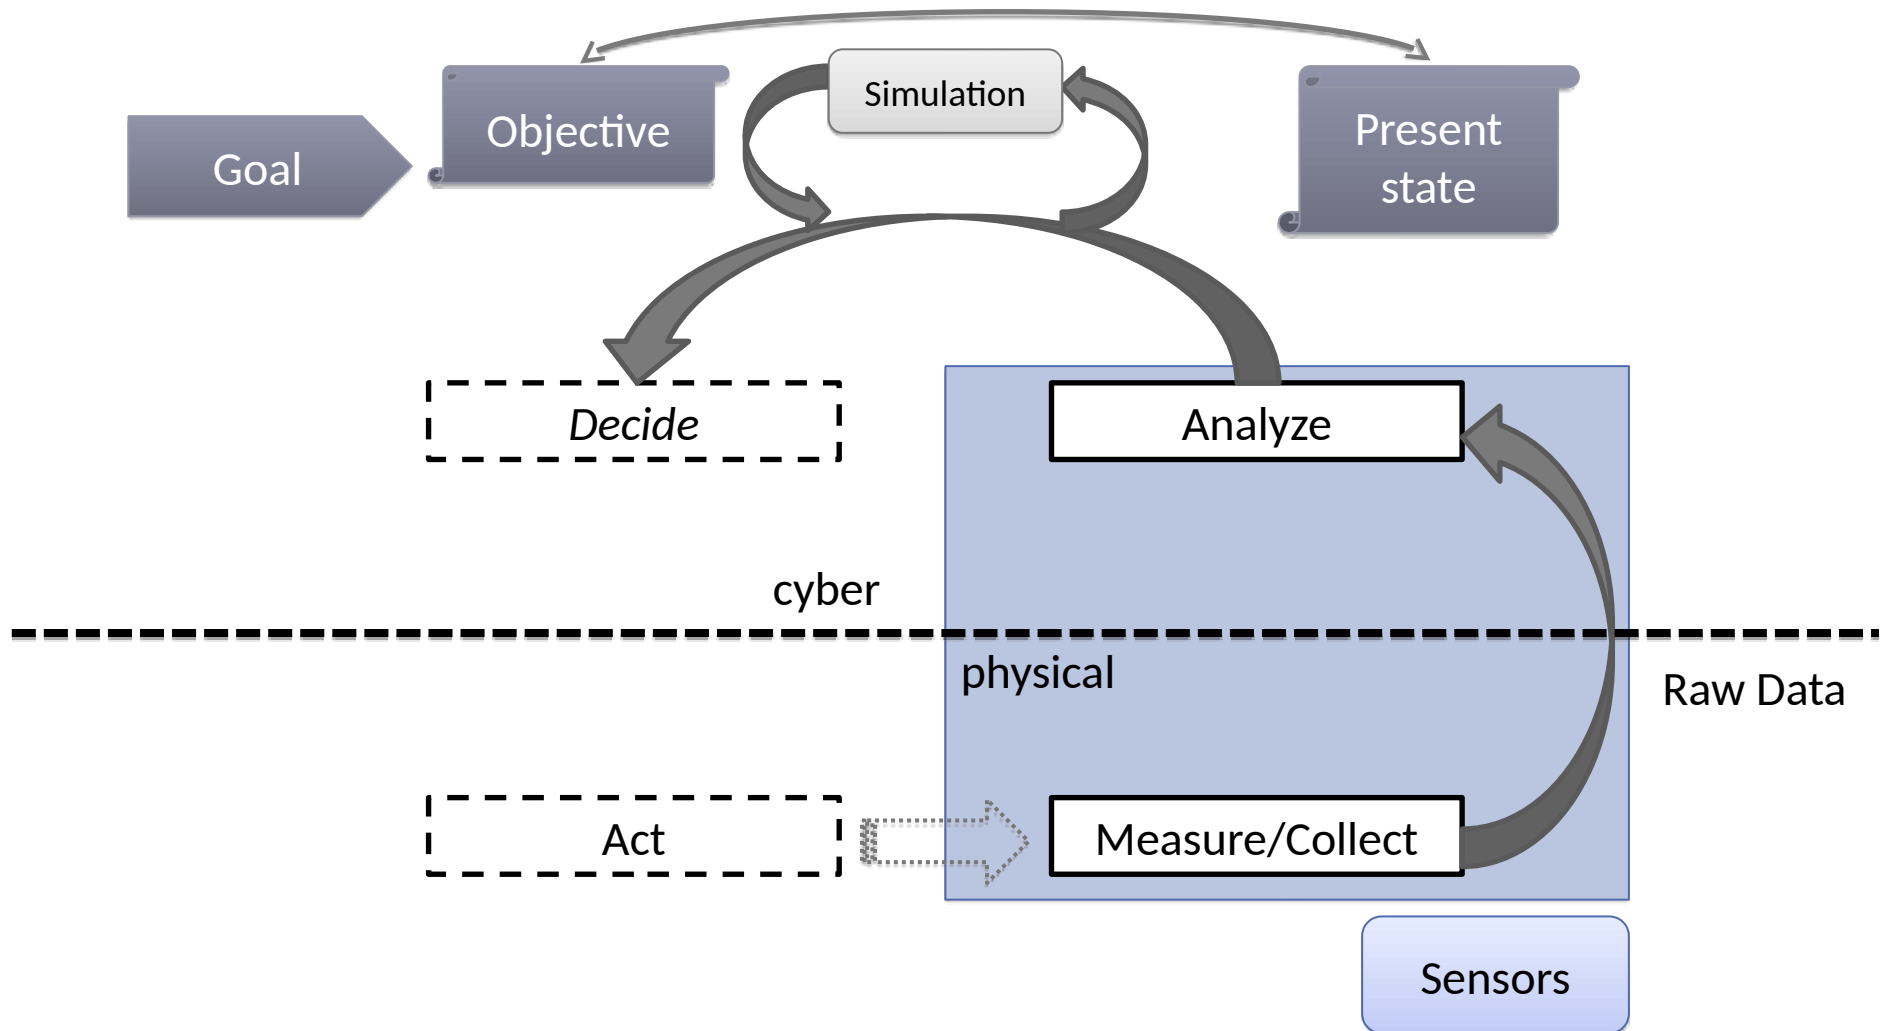 Simulation
Objective
Present
state
Goal
Decide
Analyze
cyber
physical
Raw Data
Act
Measure/Collect
Sensors